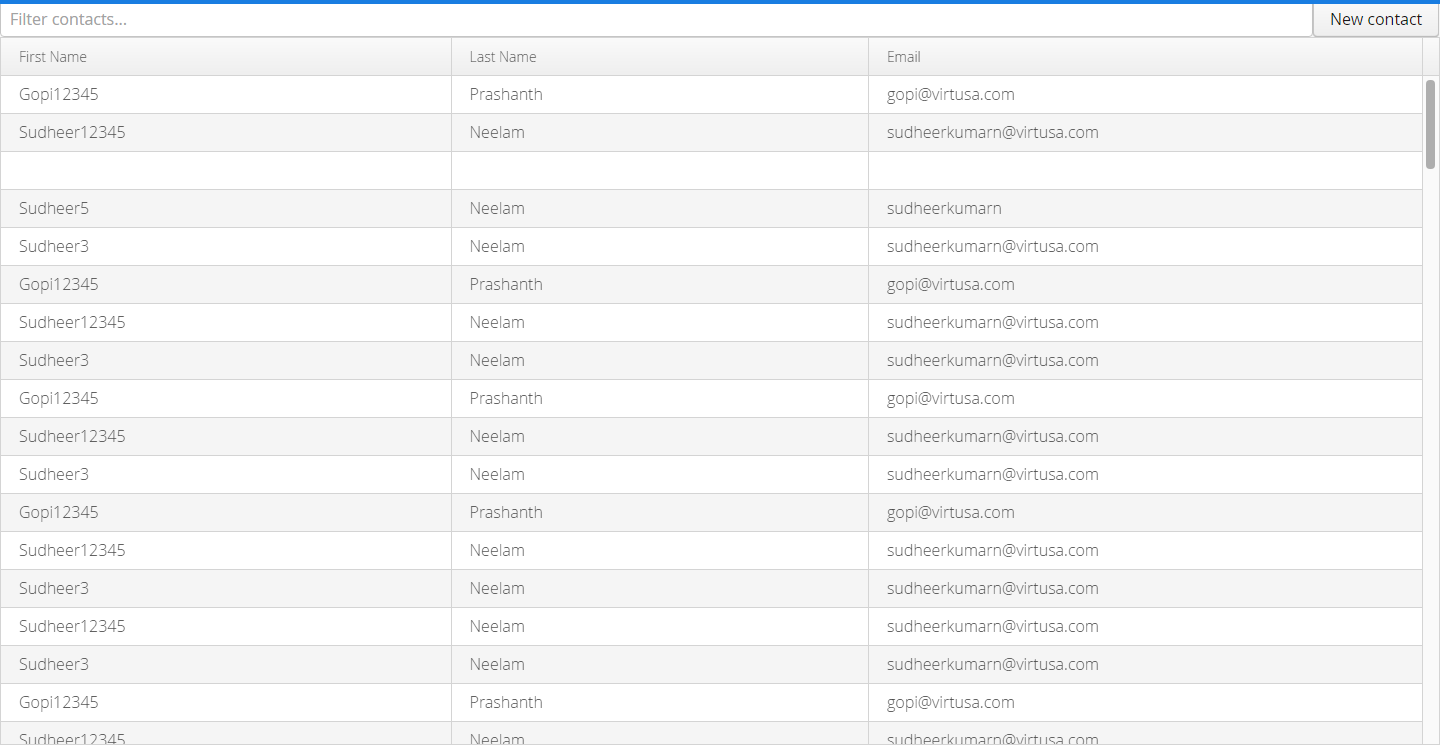 Filter contacts...
New contact
First Name Last Name Email
Gopi12345 Prashanth gopi@virtusa.com
Sudheer12345 Neelam sudheerkumarn@virtusa.com
Sudheer5 Neelam sudheerkumarn
Sudheer3 Neelam sudheerkumarn@virtusa.com
Gopi12345 Prashanth gopi@virtusa.com
Sudheer12345 Neelam sudheerkumarn@virtusa.com
Sudheer3 Neelam sudheerkumarn@virtusa.com
Gopi12345 Prashanth gopi@virtusa.com
Sudheer12345 Neelam sudheerkumarn@virtusa.com
Sudheer3 Neelam sudheerkumarn@virtusa.com
Gopi12345 Prashanth gopi@virtusa.com
Sudheer12345 Neelam sudheerkumarn@virtusa.com
Sudheer3 Neelam sudheerkumarn@virtusa.com
Sudheer12345 Neelam sudheerkumarn@virtusa.com
Sudheer3 Neelam sudheerkumarn@virtusa.com
Gopi12345 Prashanth gopi@virtusa.com
Sudheer12345 Neelam sudheerkumarn@virtusa.com